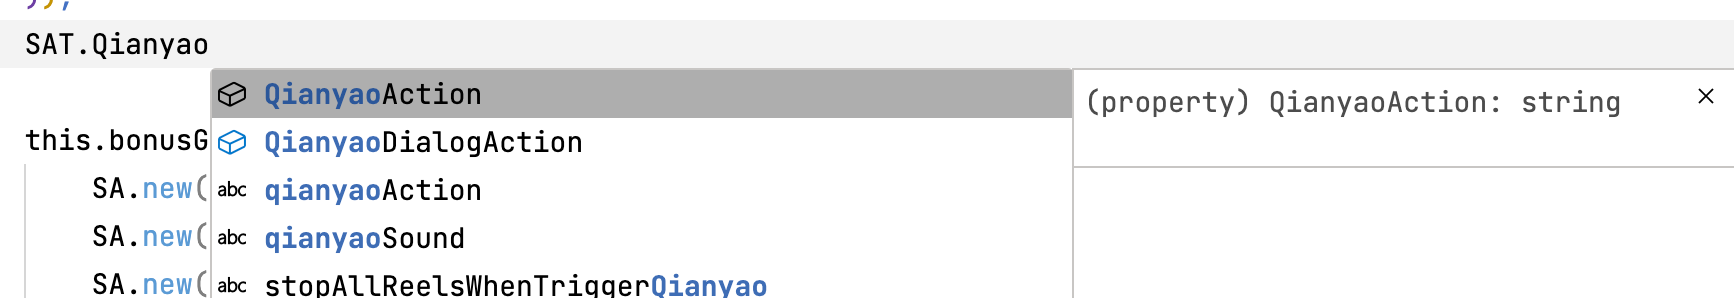 ));
SAT.Qianyao
QianyaoAction
(property) QianyaoAction: string
QianyaoDialogAction
this.bonusG
abc qianyaoAction
SA.new(
abc qianyaoSound
SA.new(
abc stopAllReelsWhenTriggerQianyao
SA.new(